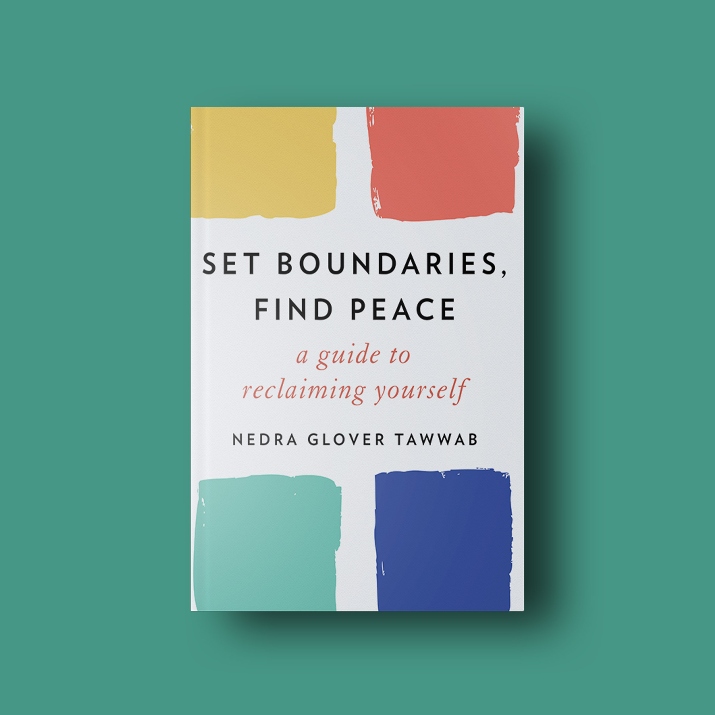 SET BOUNDARIES,
FIND PEACE
a guide to
reclaiming yourself
NEDRA GLOVER TAWWAB